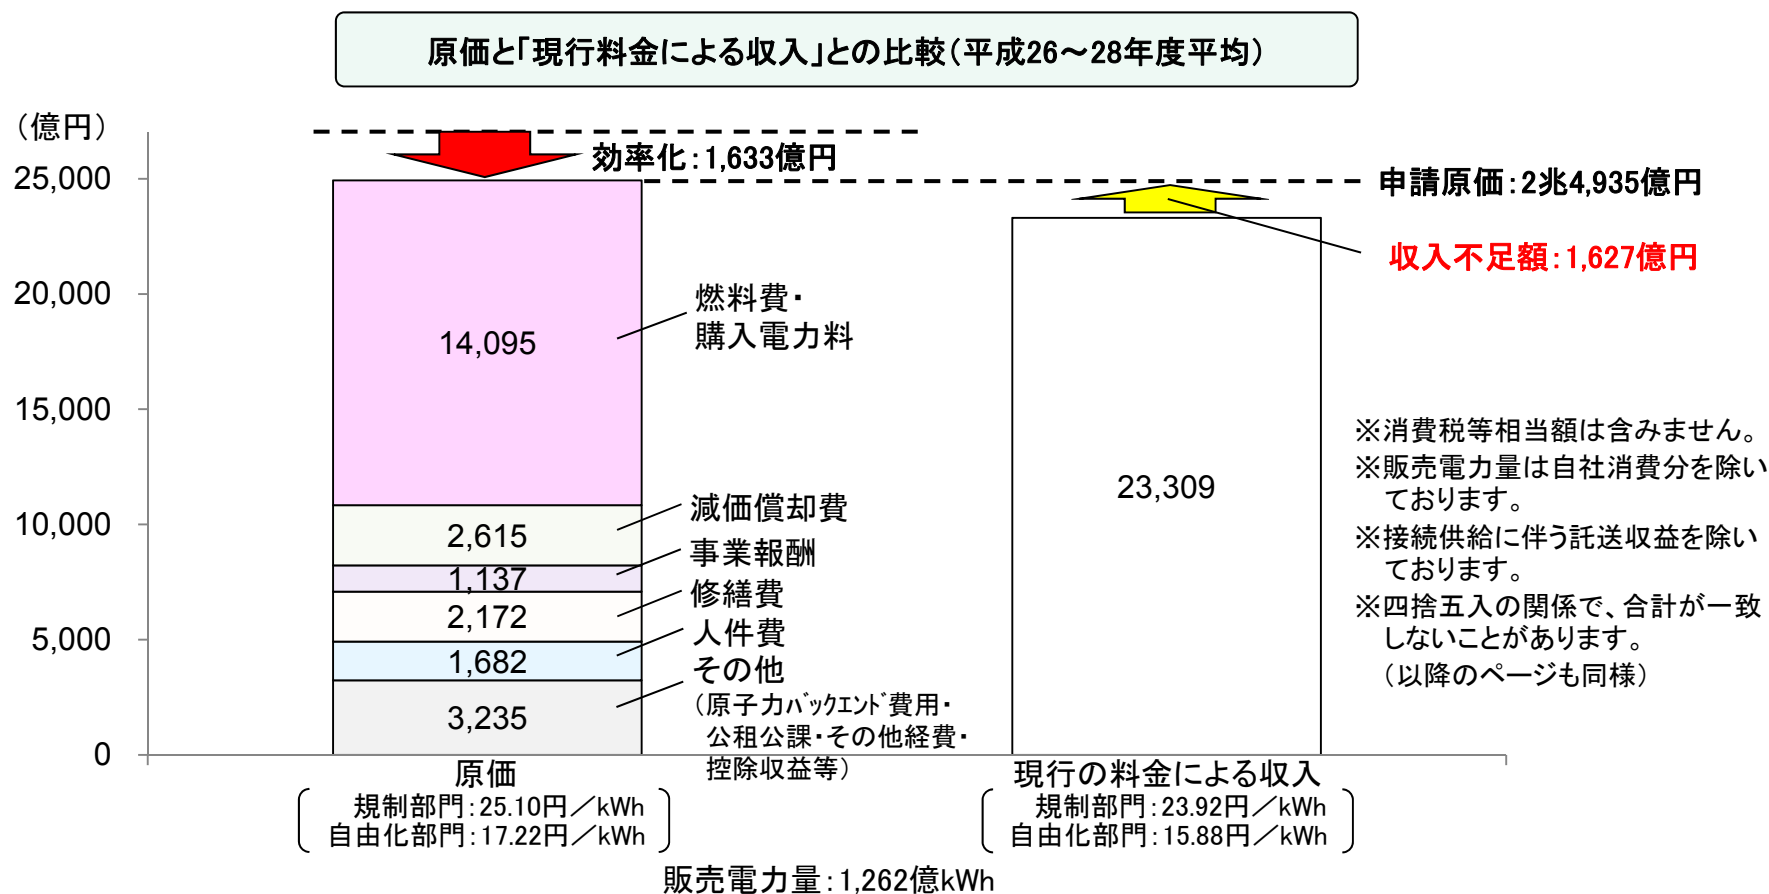 原価と「現行料金による収入」との比較（平成26～28年度平均）
（億円）
効率化：1,633億円
25,000
申請原価：2兆4,935億円
収入不足額：1,627億円
20,000
燃料費・
購入電力料
14,095
15,000
※消費税等相当額は含みません。
※販売電力量は自社消費分を除い
ております。
※接続供給に伴う託送収益を除い
ております。
※四捨五入の関係で、合計が一致
しないことがあります。
（以降のページも同様）
23,309
10,000
減価償却費
2,615
事業報酬
1,137
修繕費
2,172
5,000
人件費
1,682
その他
（原子力ﾊﾞｯｸｴﾝﾄﾞ費用・
公租公課・その他経費・
控除収益等）
3,235
0
原価
規制部門：25.10円／kWh
自由化部門：17.22円／kWh
現行の料金による収入
規制部門：23.92円／kWh
自由化部門：15.88円／kWh
販売電力量：1,262億kWh